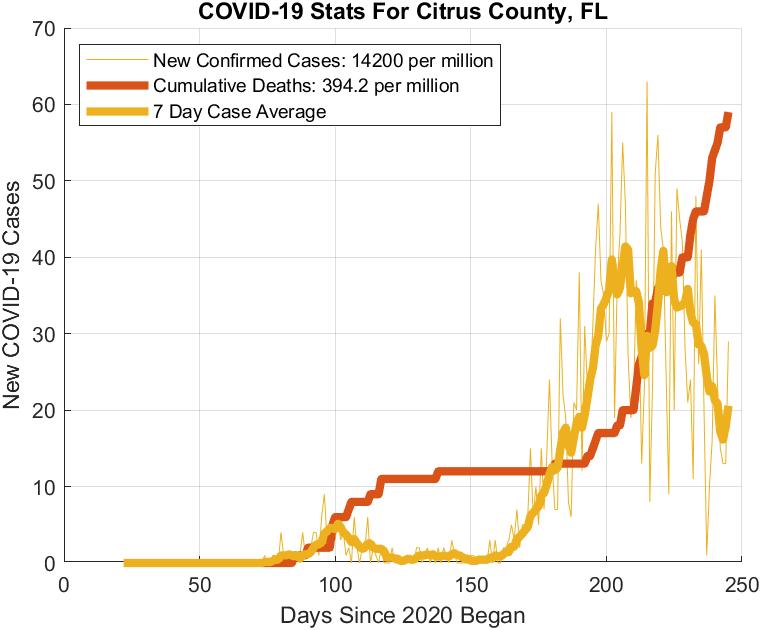 COVID-19 Stats For Citrus County, FL
New Confirmed Cases: 14200 per million
Cumulative Deaths: 394.2 per million
7 Day Case Average
New COVID-19 Cases
70
60
50
40
30
20
10
0
0 50 100 150 200 250
Days Since 2020 Began